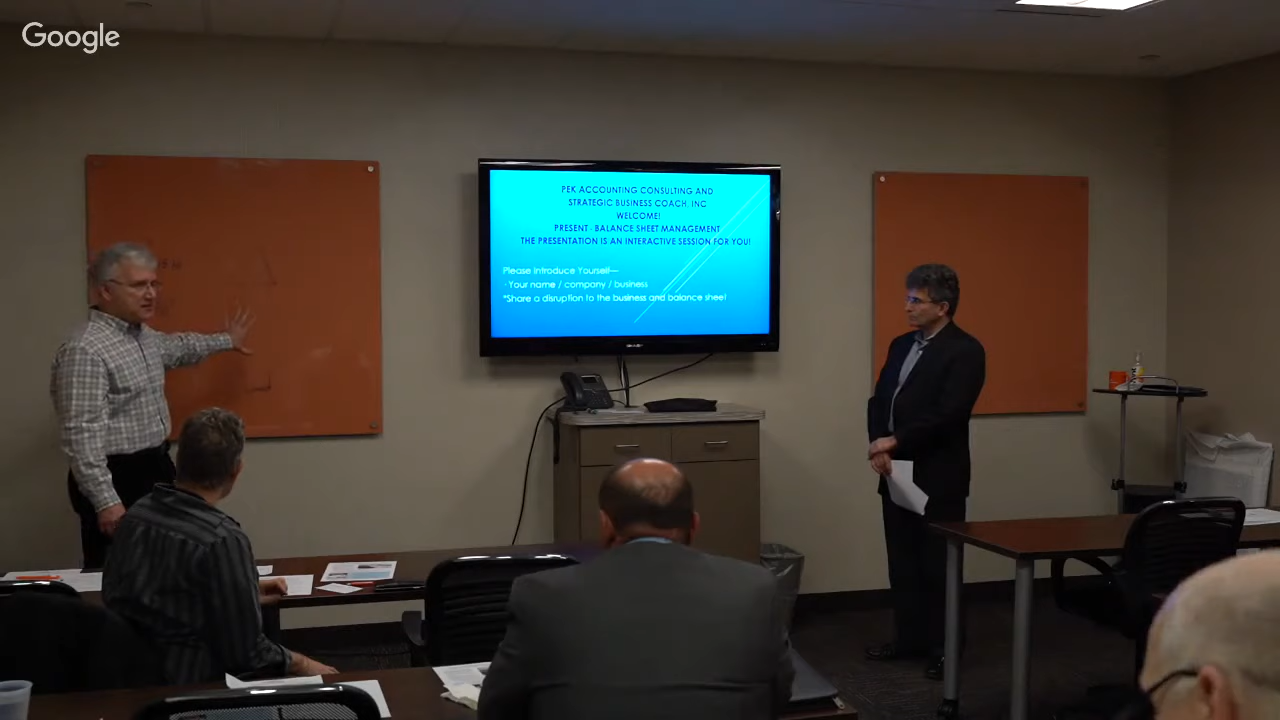 Google
PEK ACCOUNTING CONSULTING AND
STRATEGIC BUSINESS COACH, INC
WELCOME!
PRESENT - BALANCE SHEET MANAGEMENT
THE PRESENTATION IS AN INTERACTIVE SESSION FOR YOU!
Please Introduce Yourself—
· Your name / company / business
*Share a disruption to the business and balance sheet